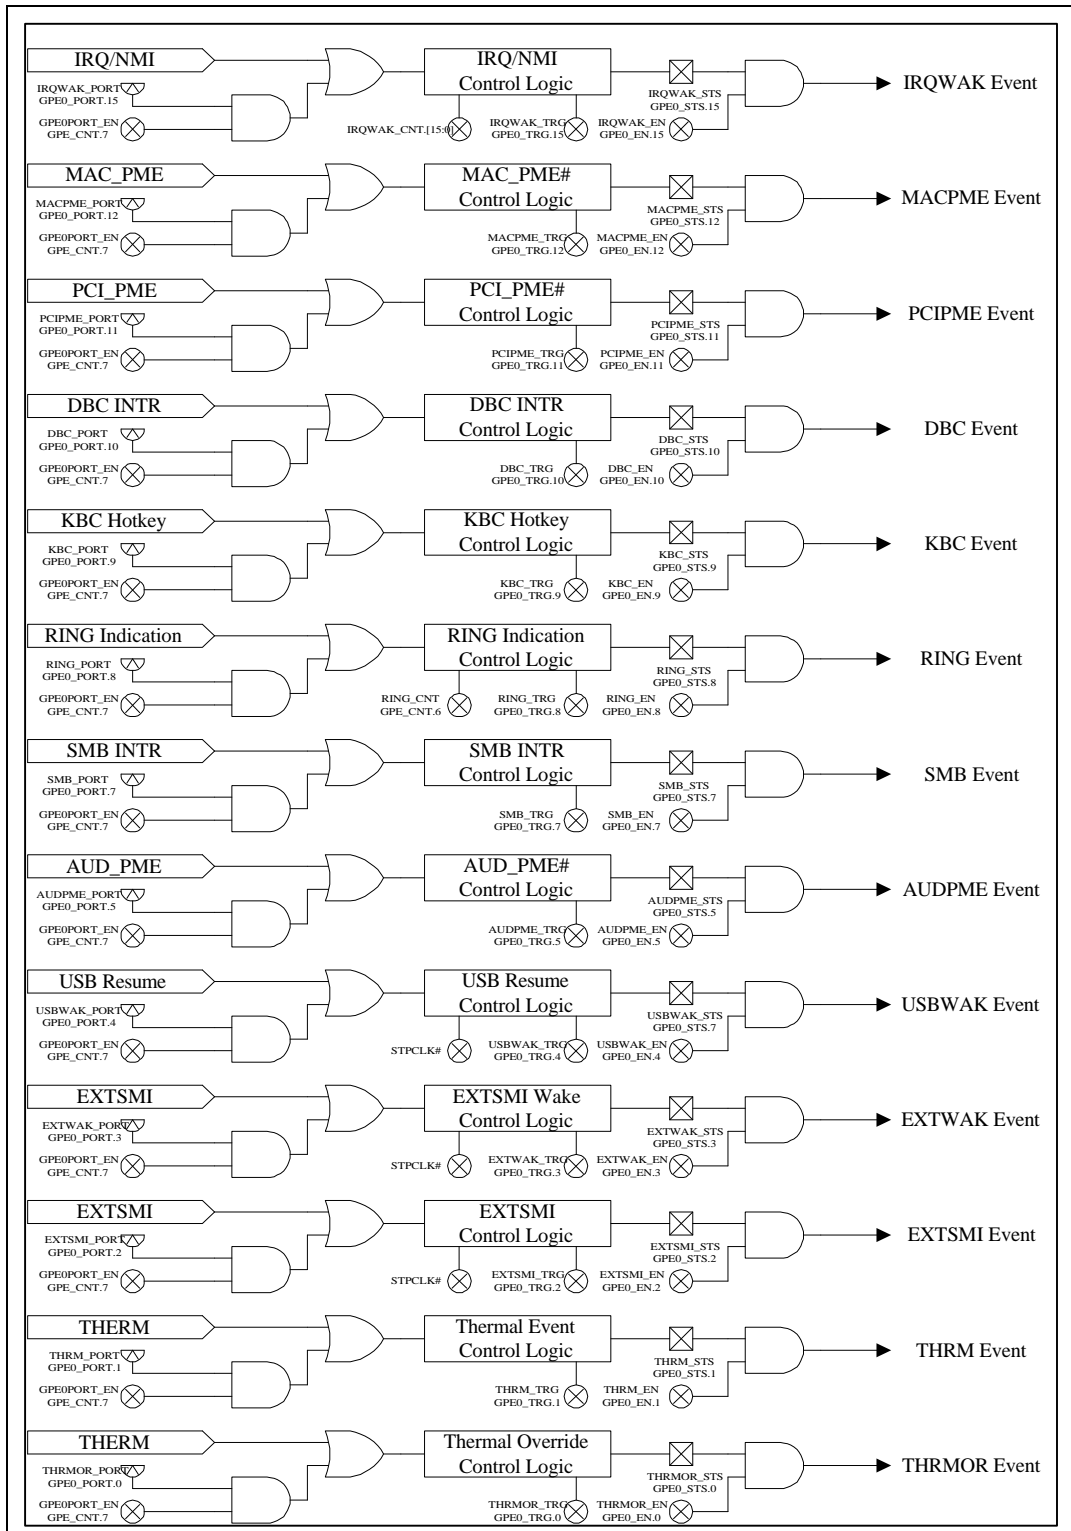 IRQ/NMI
IRQ/NMI
Control Logic
IRQWAK Event
IRQWAK_PORT
GPE0_PORT.15
GPE0PORT_EN
GPE_CNT.7
IRQWAK_CNT.[15:0]
IRQWAK_TRG
GPE0_TRG.15
IRQWAK_STS
GPE0_STS.15
IRQWAK_EN
GPE0_EN.15
MAC_PME
MAC_PME#
Control Logic
MACPME Event
MACPME_PORT
GPE0_PORT.12
GPE0PORT_EN
GPE_CNT.7
MACPME_TRG
GPE0_TRG.12
MACPME_STS
GPE0_STS.12
MACPME_EN
GPE0_EN.12
PCI_PME
PCI_PME#
Control Logic
PCIPME Event
PCIPME_PORT
GPE0_PORT.11
GPE0PORT_EN
GPE_CNT.7
PCIPME_TRG
GPE0_TRG.11
PCIPME_STS
GPE0_STS.11
PCIPME_EN
GPE0_EN.11
DBC INTR
DBC INTR
Control Logic
DBC Event
DBC_PORT
GPE0_PORT.10
GPE0PORT_EN
GPE_CNT.7
DBC_TRG
GPE0_TRG.10
DBC_STS
GPE0_STS.10
DBC_EN
GPE0_EN.10
KBC Hotkey
KBC Hotkey
Control Logic
KBC Event
KBC_PORT
GPE0_PORT.9
GPE0PORT_EN
GPE_CNT.7
KBC_TRG
GPE0_TRG.9
KBC_STS
GPE0_STS.9
KBC_EN
GPE0_EN.9
RING Indication
RING Indication
Control Logic
RING Event
RING_PORT
GPE0_PORT.8
GPE0PORT_EN
GPE_CNT.7
RING_CNT
GPE_CNT.6
RING_TRG
GPE0_TRG.8
RING_STS
GPE0_STS.8
RING_EN
GPE0_EN.8
SMB INTR
SMB INTR
Control Logic
SMB Event
SMB_PORT
GPE0_PORT.7
GPE0PORT_EN
GPE_CNT.7
SMB_TRG
GPE0_TRG.7
SMB_STS
GPE0_STS.7
SMB_EN
GPE0_EN.7
AUD_PME
AUD_PME#
Control Logic
AUDPME Event
AUDPME_PORT
GPE0_PORT.5
GPE0PORT_EN
GPE_CNT.7
AUDPME_TRG
GPE0_TRG.5
AUDPME_STS
GPE0_STS.5
AUDPME_EN
GPE0_EN.5
USB Resume
USB Resume
Control Logic
USBWAK Event
USBWAK_PORT
GPE0_PORT.4
GPE0PORT_EN
GPE_CNT.7
STPCLK#
USBWAK_TRG
GPE0_TRG.4
USBWAK_STS
GPE0_STS.7
USBWAK_EN
GPE0_EN.4
EXTSMI
EXTSMI Wake
Control Logic
EXTWAK Event
EXTWAK_PORT
GPE0_PORT.3
GPE0PORT_EN
GPE_CNT.7
STPCLK#
EXTWAK_TRG
GPE0_TRG.3
EXTWAK_STS
GPE0_STS.3
EXTWAK_EN
GPE0_EN.3
EXTSMI
EXTSMI
Control Logic
EXTSMI Event
EXTSMI_PORT
GPE0_PORT.2
GPE0PORT_EN
GPE_CNT.7
STPCLK#
EXTSMI_TRG
GPE0_TRG.2
EXTSMI_STS
GPE0_STS.2
EXTSMI_EN
GPE0_EN.2
THERM
Thermal Event
Control Logic
THRM Event
THRM_PORT
GPE0_PORT.1
GPE0PORT_EN
GPE_CNT.7
THRM_TRG
GPE0_TRG.1
THRM_STS
GPE0_STS.1
THRM_EN
GPE0_EN.1
THERM
Thermal Override
Control Logic
THRMOR Event
THRMOR_PORT
GPE0_PORT.0
GPE0PORT_EN
GPE_CNT.7
THRMOR_TRG
GPE0_TRG.0
THRMOR_STS
GPE0_STS.0
THRMOR_EN
GPE0_EN.0